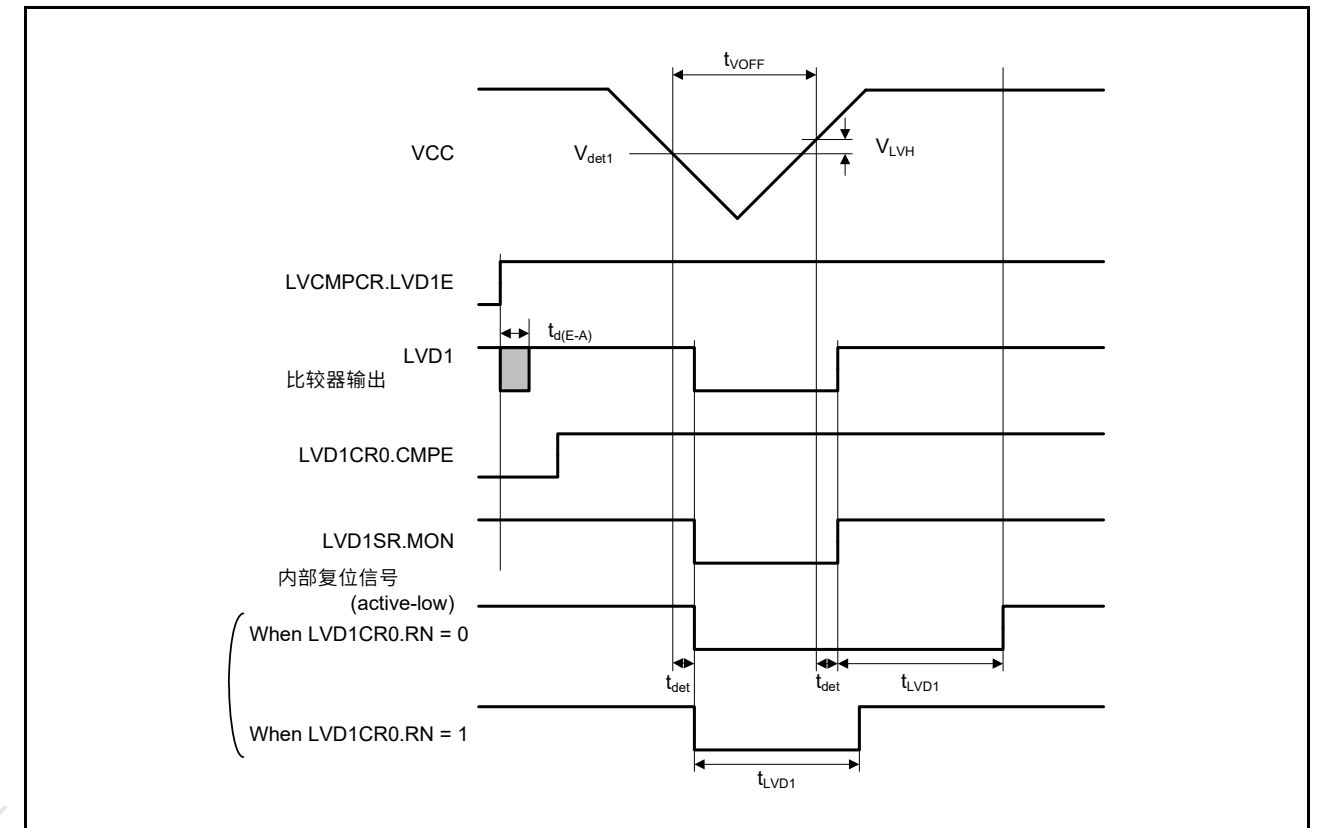 tVOFF
VCC
Vdet1
VLVH
LVCMPCR.LVD1E
td(E-A)
LVD1
比较器输出
LVD1CR0.CMPE
LVD1SR.MON
内部复位信号
(active-low)
When LVD1CR0.RN = 0
tdet
tdet
tLVD1
When LVD1CR0.RN = 1
tLVD1